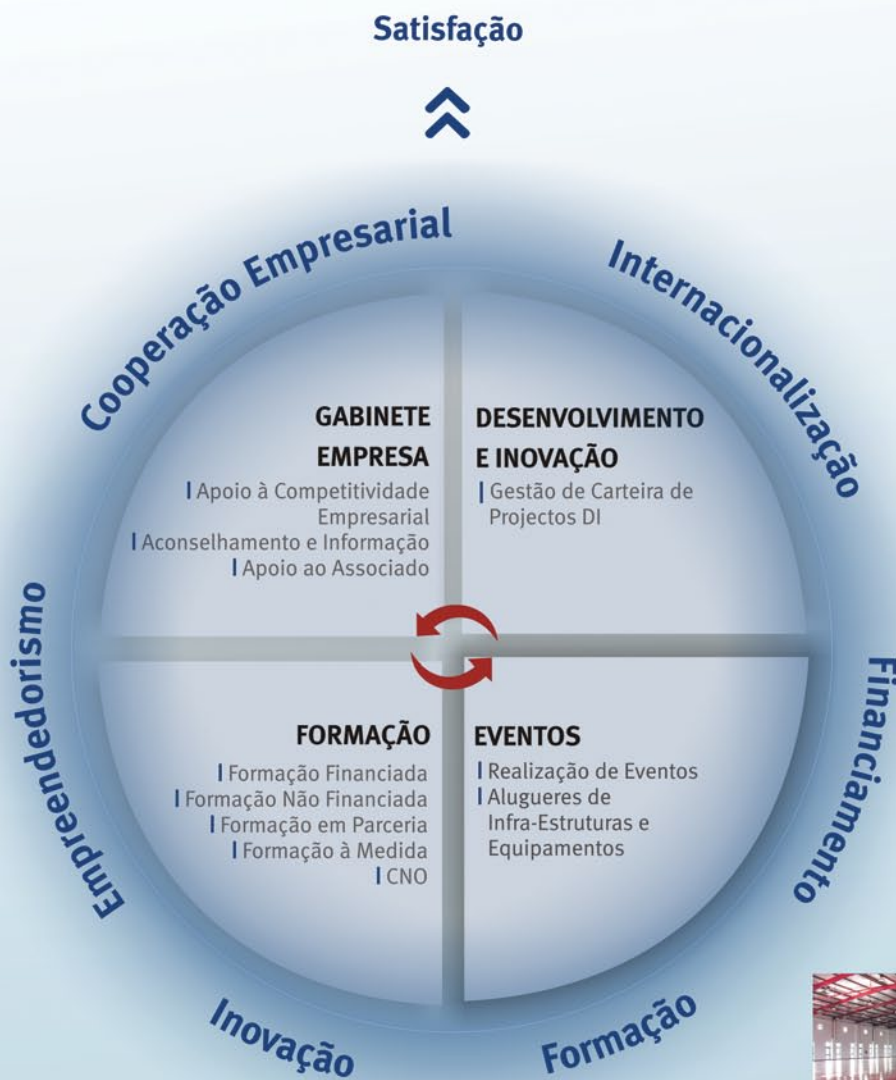 Satisfação
Cooperação Empresarial
Internacionalização
GABINETE
EMPRESA
Apoio à Competitividade
Empresarial
Aconselhamento e Informação
Apoio ao Associado
DESENVOLVIMENTO
E INOVAÇÃO
Gestão de Carteira de
Projectos DI
Empreendedorismo
Financiamento
FORMAÇÃO
Formação Financiada
Formação Não Financiada
Formação em Parceria
Formação à Medida
CNO
EVENTOS
Realização de Eventos
Alugueres de
Infra-Estruturas e
Equipamentos
Inovação
Formação